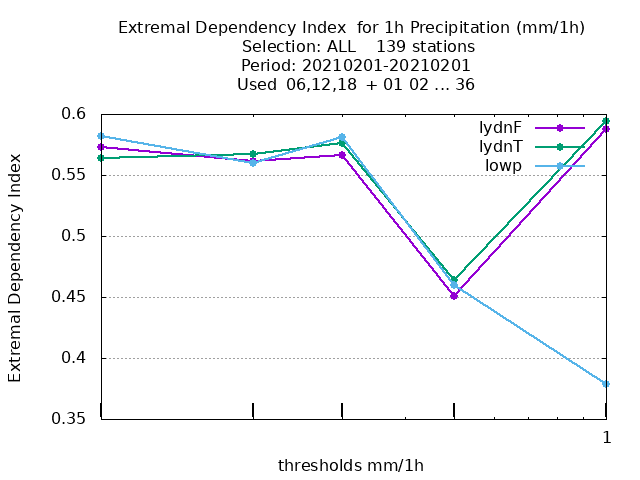 Extremal Dependency Index for 1h Precipitation (mm/1h)
Selection: ALL 139 stations
Period: 20210201-20210201
Used 06,12,18 + 01 02 ... 36
0.6
lydnF
lydnT
lowp
0.55
0.5
0.45
0.4
0.35
Extremal Dependency Index
1
thresholds mm/1h